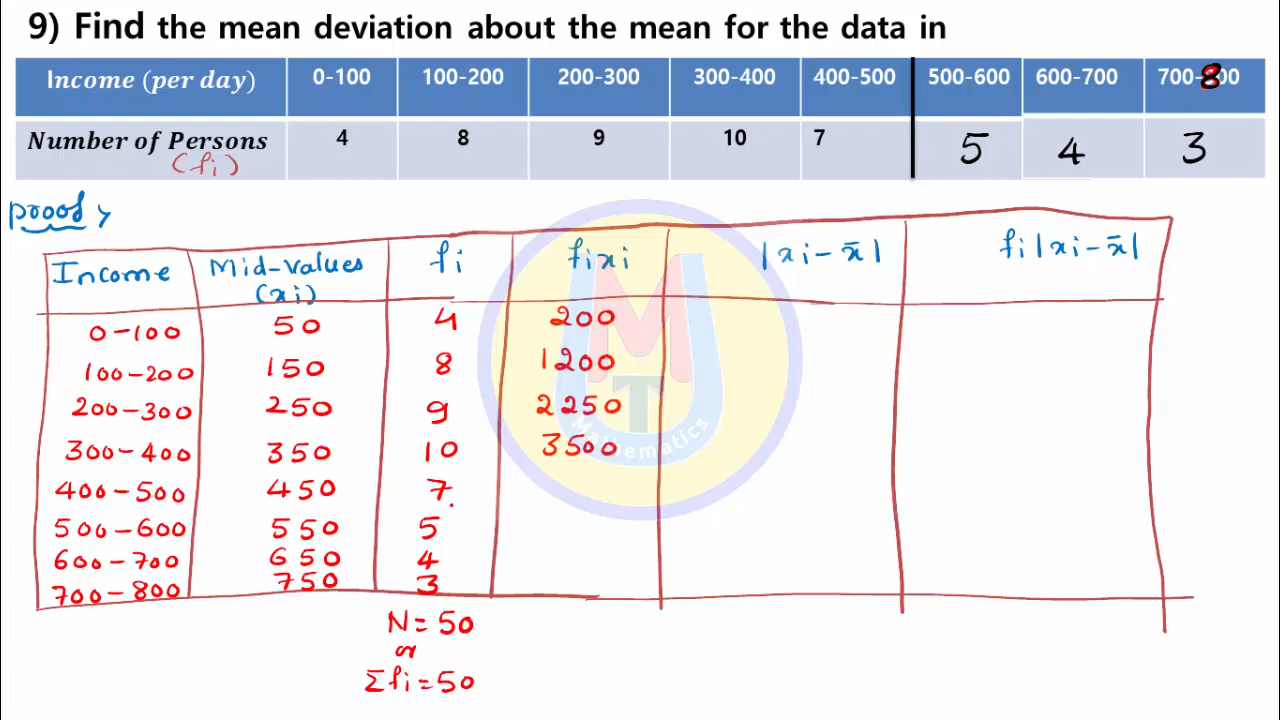 9) Find the mean deviation about the mean for the data in
Income (per day) 0-100 100-200 200-300 300-400 400-500 500-600 600-700 700-800
Number of Persons 4 8 9 10 7 5 4 3
(fi)
proof >
Income Mid-values fi fixi |xi - x̄| fi|xi - x̄|
(xi)
0-100 50 4 200
100-200 150 8 1200
200-300 250 9 2250
300-400 350 10 3500
400-500 450 7
500-600 550 5
600-700 650 4
700-800 750 3
N = 50
or
Σfi = 50
MUT
Mathematics